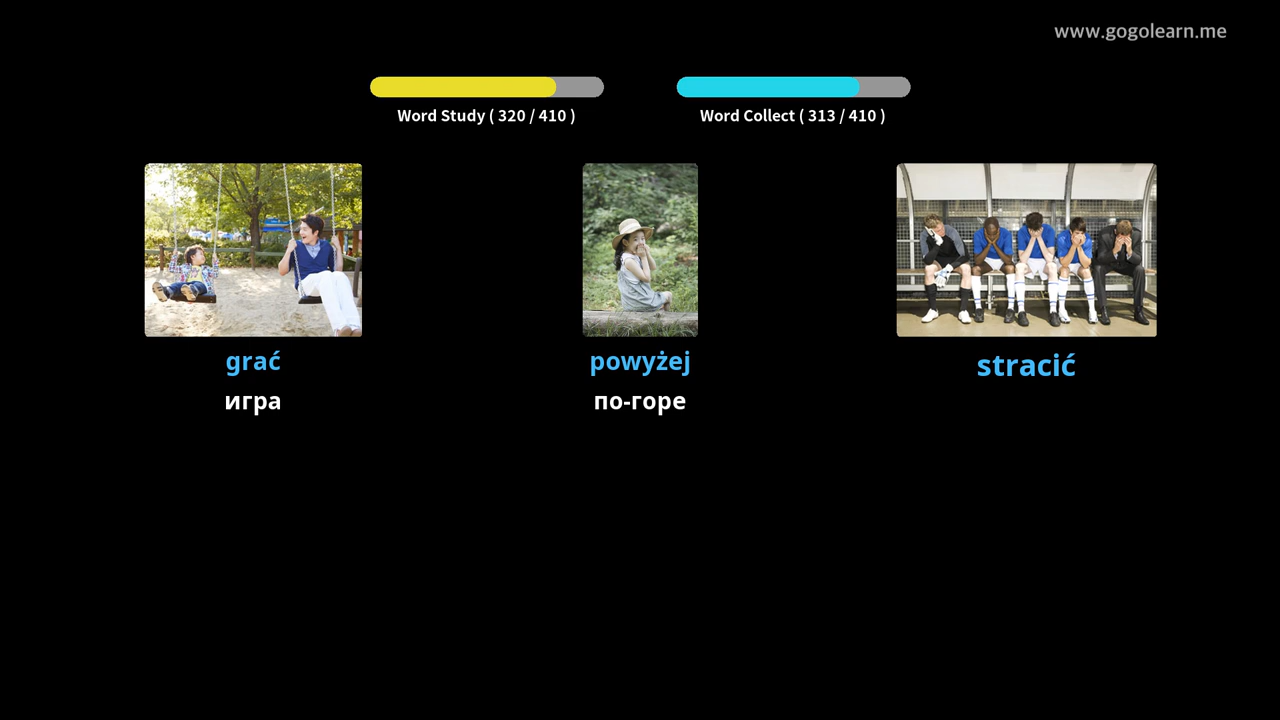 www.gogolearn.me
Word Study ( 320 / 410 )
Word Collect ( 313 / 410 )
grać
игра
powyżej
по-горе
stracić